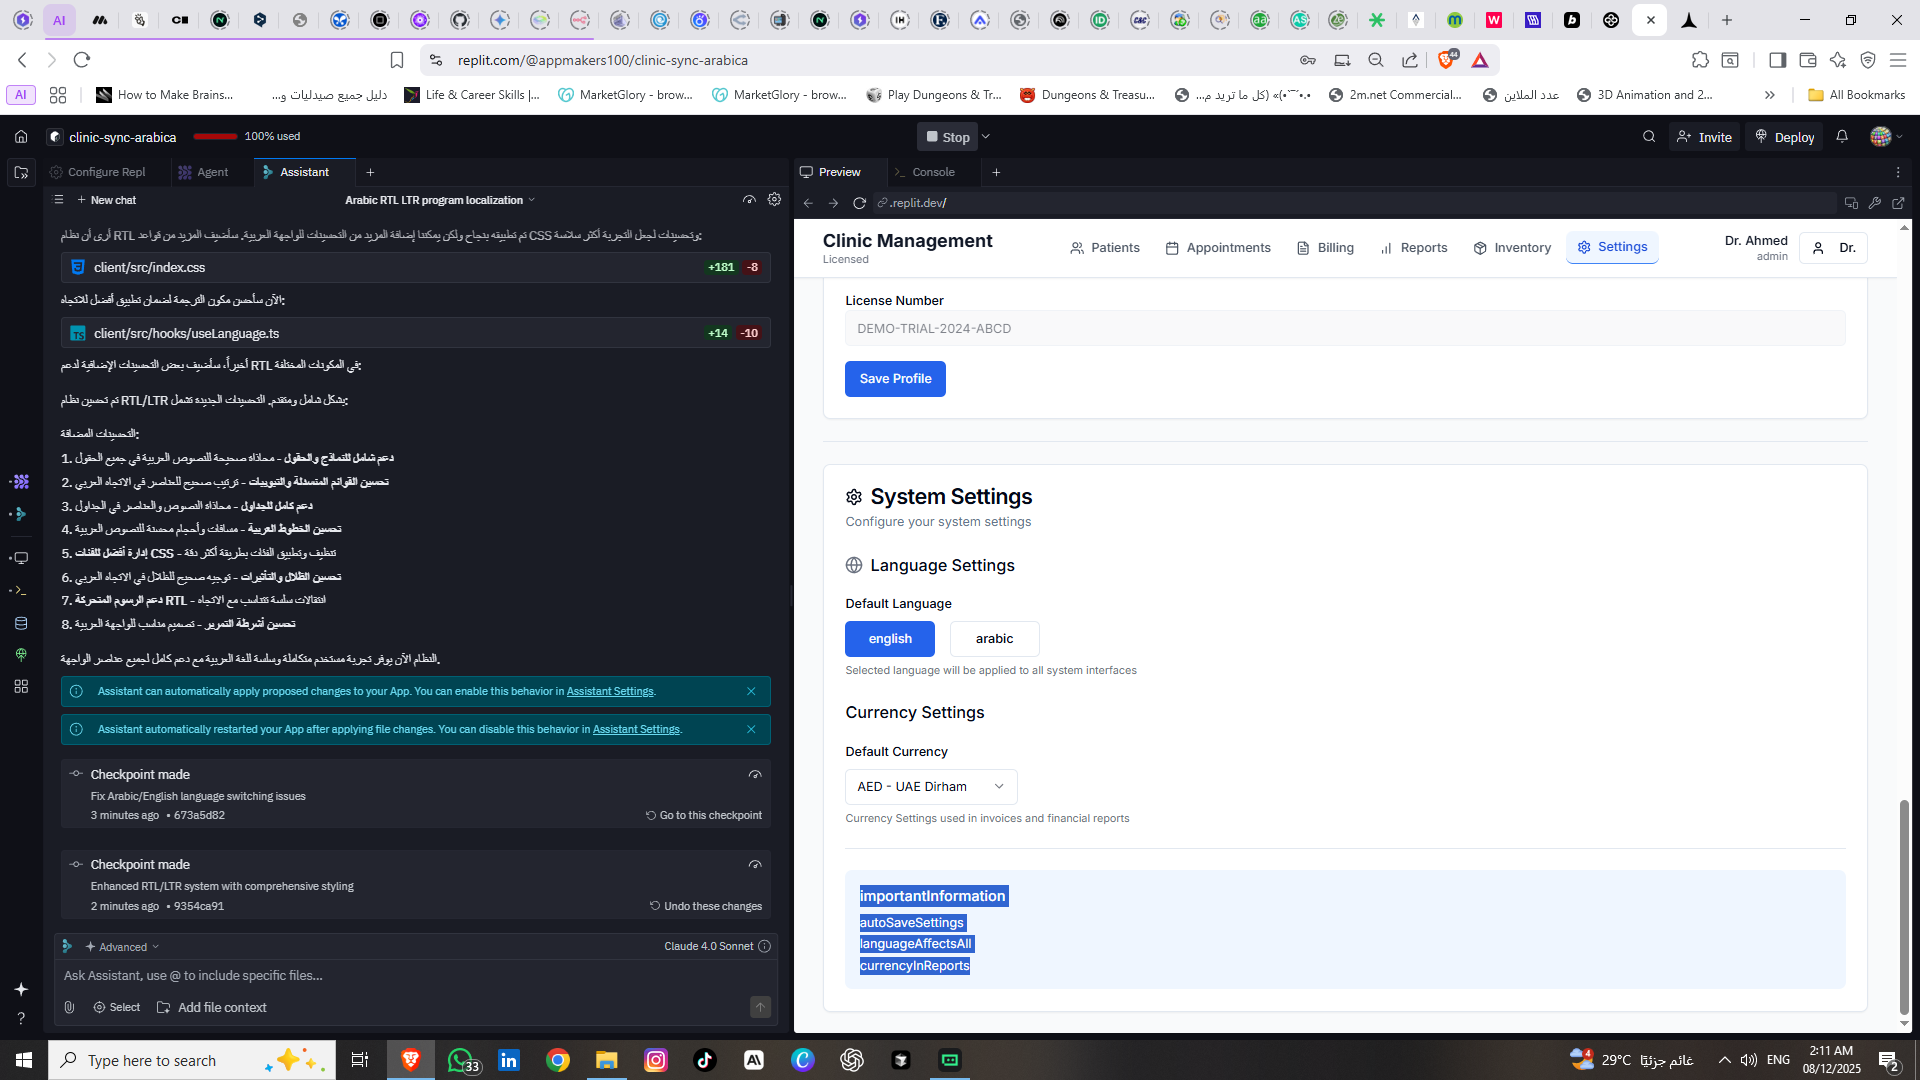 AI
replit.com/@appmakers100/clinic-sync-arabica
44
AI
How to Make Brains...
دليل جميع صيدليات و...
Life & Career Skills |...
MarketGlory - brow...
MarketGlory - brow...
Play Dungeons & Tr...
Dungeons & Treasu...
•.¸¯`•)» (كل ما تريد م...
2m.net Commercial...
عدد الملاين
3D Animation and 2...
All Bookmarks
clinic-sync-arabica
100% used
Stop
Invite
Deploy
Configure Repl
Agent
Assistant
New chat
Arabic RTL LTR program localization
وتحسينات لجعل التجربة أكثر سلاسة CSS تم تطبيقه بنجاح ولكن يمكننا إضافة المزيد من التحسينات للواجهة العربية. سأضيف المزيد من قواعد RTL أرى أن نظام:
client/src/index.css
+181 -8
الآن سأحسن مكون الترجمة لضمان تطبيق أفضل للاتجاه:
client/src/hooks/useLanguage.ts
+14 -10
في المكونات المختلفة RTL أخيراً، سأضيف بعض التحسينات الإضافية لدعم:
بشكل شامل ومتقدم. التحسينات الجديدة تشمل RTL/LTR تم تحسين نظام:
التحسينات المضافة:
1. دعم شامل للنماذج والحقول - محاذاة صحيحة للنصوص العربية في جميع الحقول
2. تحسين القوائم المنسدلة والتبويبات - ترتيب صحيح للعناصر في الاتجاه العربي
3. دعم كامل للجداول - محاذاة النصوص والعناصر في الجداول
4. تحسين الخطوط العربية - مسافات وأحجام محسنة للنصوص العربية
5. إدارة أفضل للفئات CSS - تنظيف وتطبيق الفئات بطريقة أكثر دقة
6. تحسين الظلال والتأثيرات - توجيه صحيح للظلال في الاتجاه العربي
7. دعم الرسوم المتحركة RTL - انتقالات سلسة تتناسب مع الاتجاه
8. تحسين أشرطة التمرير - تصميم مناسب للواجهة العربية
النظام الآن يوفر تجربة مستخدم متكاملة وسلسة للغة العربية مع دعم كامل لجميع عناصر الواجهة.
Assistant can automatically apply proposed changes to your App. You can enable this behavior in Assistant Settings.
Assistant automatically restarted your App after applying file changes. You can disable this behavior in Assistant Settings.
Checkpoint made
Fix Arabic/English language switching issues
3 minutes ago • 673a5d82
Go to this checkpoint
Checkpoint made
Enhanced RTL/LTR system with comprehensive styling
2 minutes ago • 9354ca91
Undo these changes
Advanced
Claude 4.0 Sonnet
Ask Assistant, use @ to include specific files...
Select
Add file context
Preview
Console
.replit.dev/
Clinic Management
Licensed
Patients
Appointments
Billing
Reports
Inventory
Settings
Dr. Ahmed
admin
Dr.
License Number
DEMO-TRIAL-2024-ABCD
Save Profile
System Settings
Configure your system settings
Language Settings
Default Language
english
arabic
Selected language will be applied to all system interfaces
Currency Settings
Default Currency
AED - UAE Dirham
Currency Settings used in invoices and financial reports
importantInformation
autoSaveSettings
languageAffectsAll
currencyInReports
Type here to search
33
29°C غائم جزئيًا
ENG
2:11 AM
08/12/2025
2